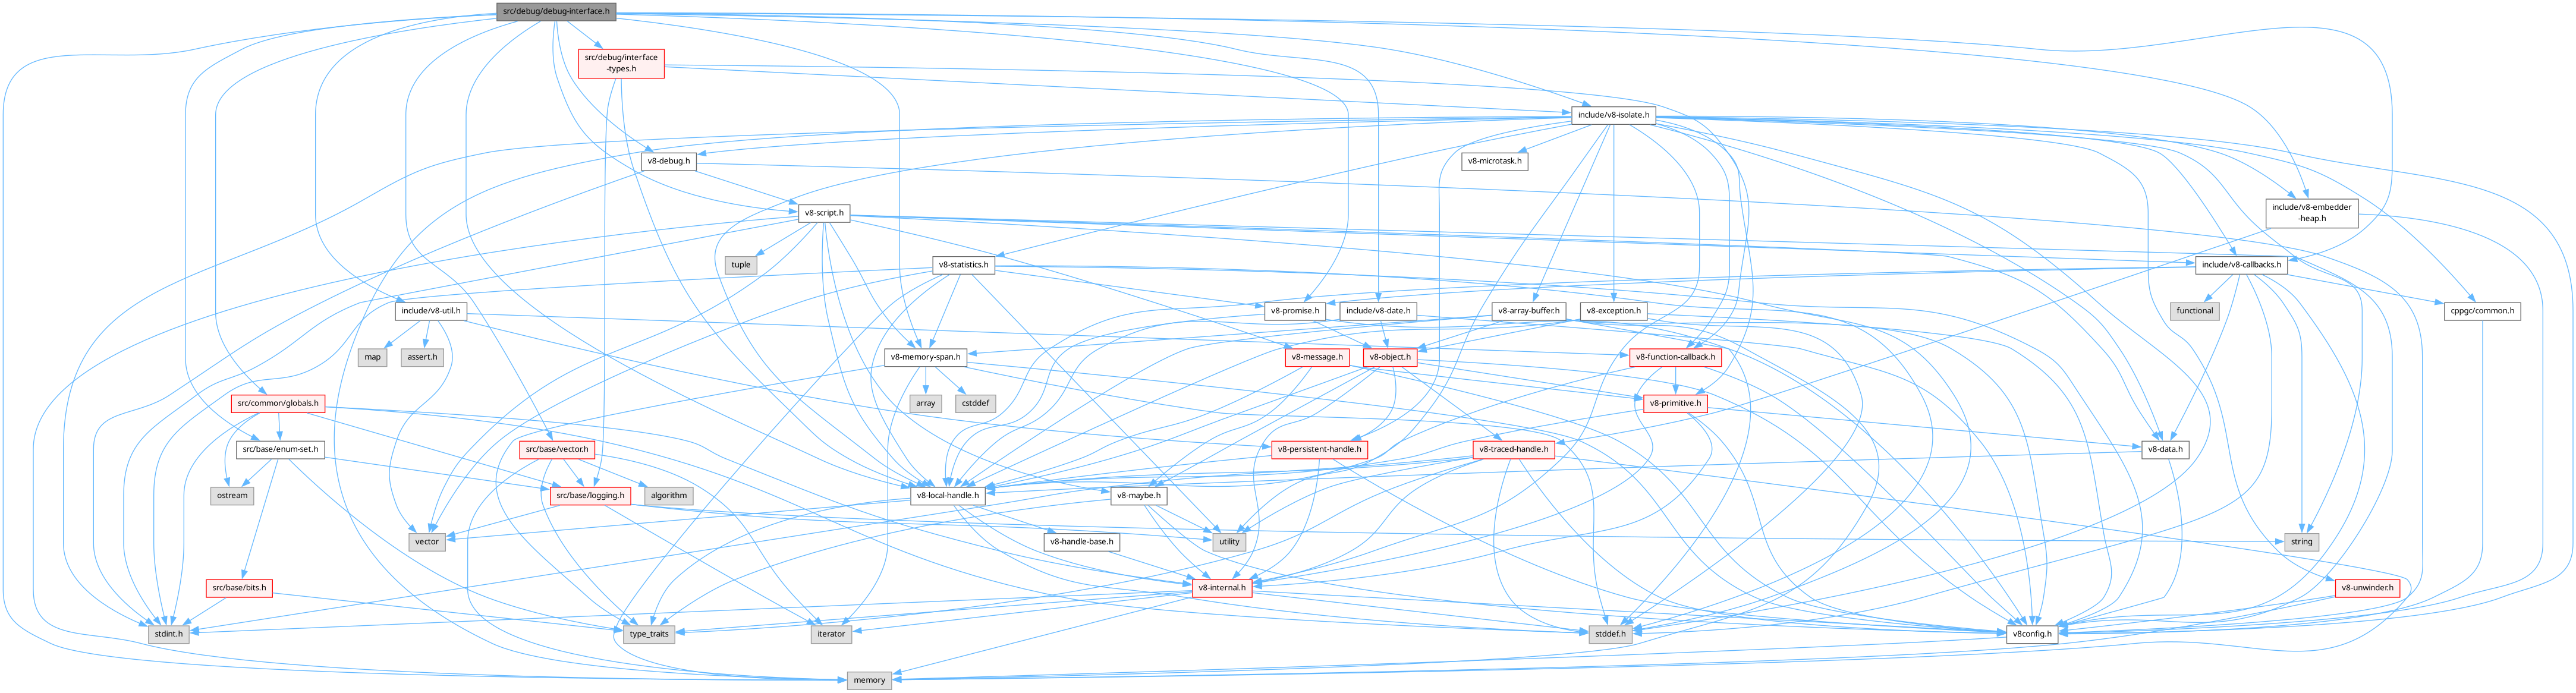 src/debug/debug-interface.h
src/debug/interface
-types.h
include/v8-isolate.h
v8-debug.h
v8-microtask.h
v8-script.h
include/v8-embedder
-heap.h
tuple
v8-statistics.h
include/v8-callbacks.h
include/v8-util.h
v8-promise.h
include/v8-date.h
v8-array-buffer.h
v8-exception.h
functional
cppgc/common.h
map
assert.h
v8-memory-span.h
v8-message.h
v8-object.h
v8-function-callback.h
src/common/globals.h
array
cstddef
v8-primitive.h
src/base/enum-set.h
src/base/vector.h
v8-persistent-handle.h
v8-traced-handle.h
v8-data.h
ostream
src/base/logging.h
algorithm
v8-local-handle.h
v8-maybe.h
vector
v8-handle-base.h
utility
string
src/base/bits.h
v8-internal.h
v8-unwinder.h
stdint.h
type_traits
iterator
stddef.h
v8config.h
memory